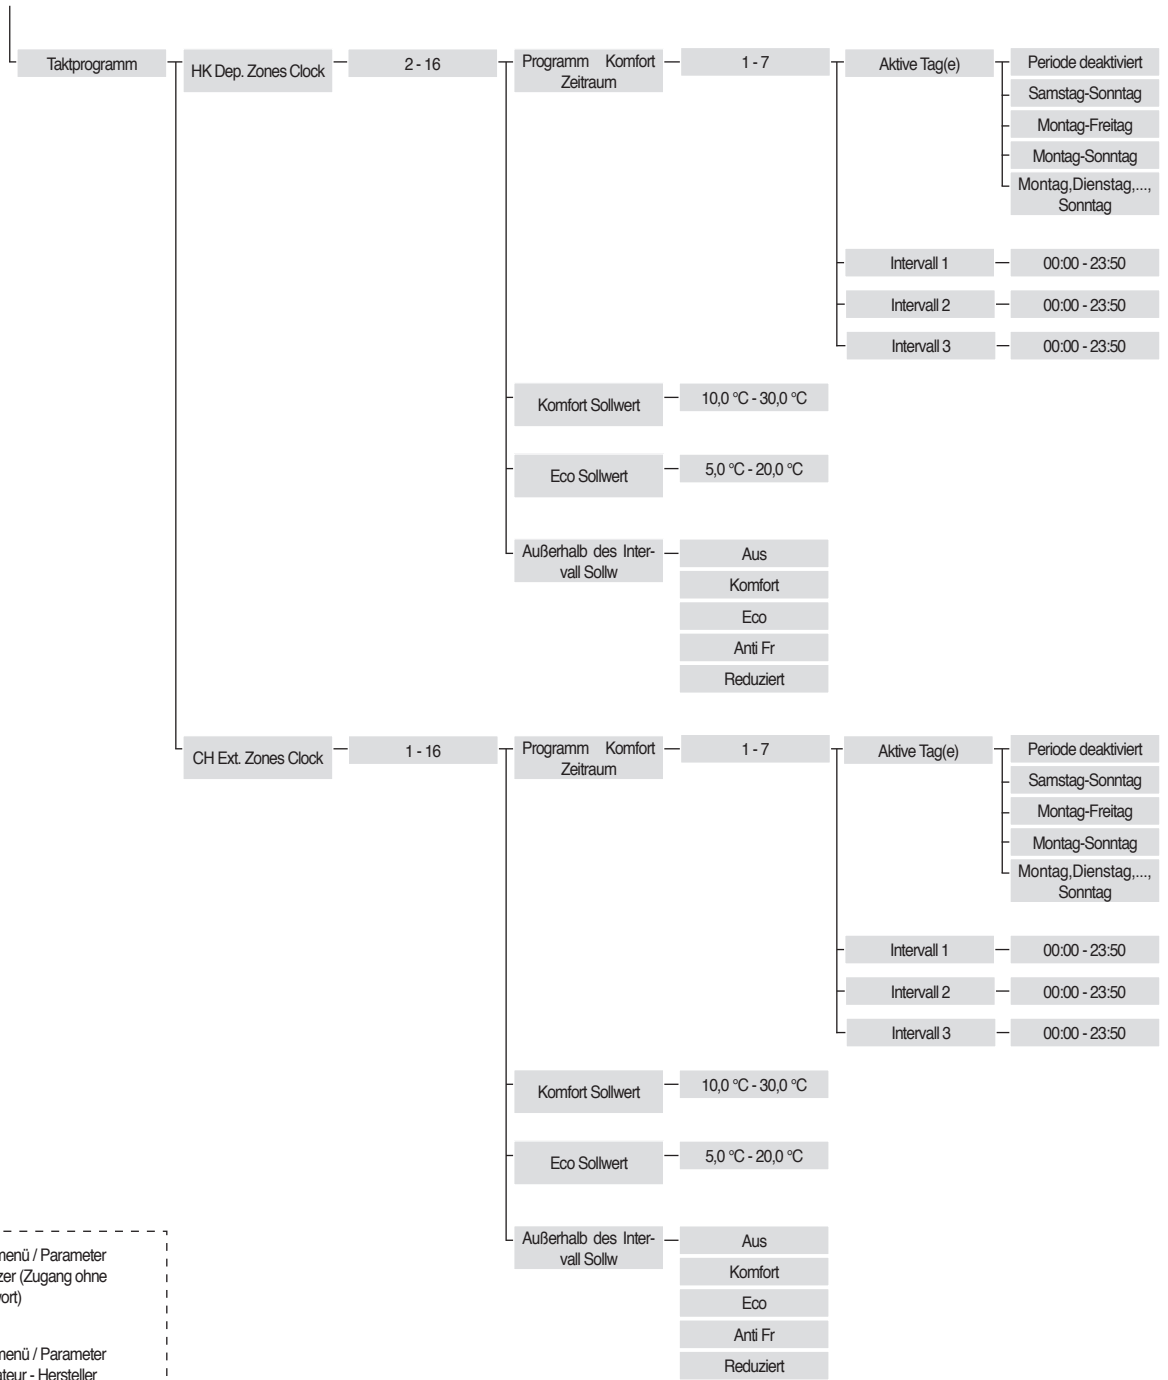 Taktprogramm
HK Dep. Zones Clock
2 - 16
Programm Komfort
Zeitraum
1 - 7
Aktive Tag(e)
Periode deaktiviert
Samstag-Sonntag
Montag-Freitag
Montag-Sonntag
Montag,Dienstag,...,
Sonntag
Intervall 1
00:00 - 23:50
Intervall 2
00:00 - 23:50
Intervall 3
00:00 - 23:50
Komfort Sollwert
10,0 °C - 30,0 °C
Eco Sollwert
5,0 °C - 20,0 °C
Außerhalb des Inter-
vall Sollw
Aus
Komfort
Eco
Anti Fr
Reduziert
CH Ext. Zones Clock
1 - 16
Programm Komfort
Zeitraum
1 - 7
Aktive Tag(e)
Periode deaktiviert
Samstag-Sonntag
Montag-Freitag
Montag-Sonntag
Montag,Dienstag,...,
Sonntag
Intervall 1
00:00 - 23:50
Intervall 2
00:00 - 23:50
Intervall 3
00:00 - 23:50
Komfort Sollwert
10,0 °C - 30,0 °C
Eco Sollwert
5,0 °C - 20,0 °C
Außerhalb des Inter-
vall Sollw
Aus
Komfort
Eco
Anti Fr
Reduziert
/ Parameter
(Zugang ohne
/ Parameter
- Hersteller